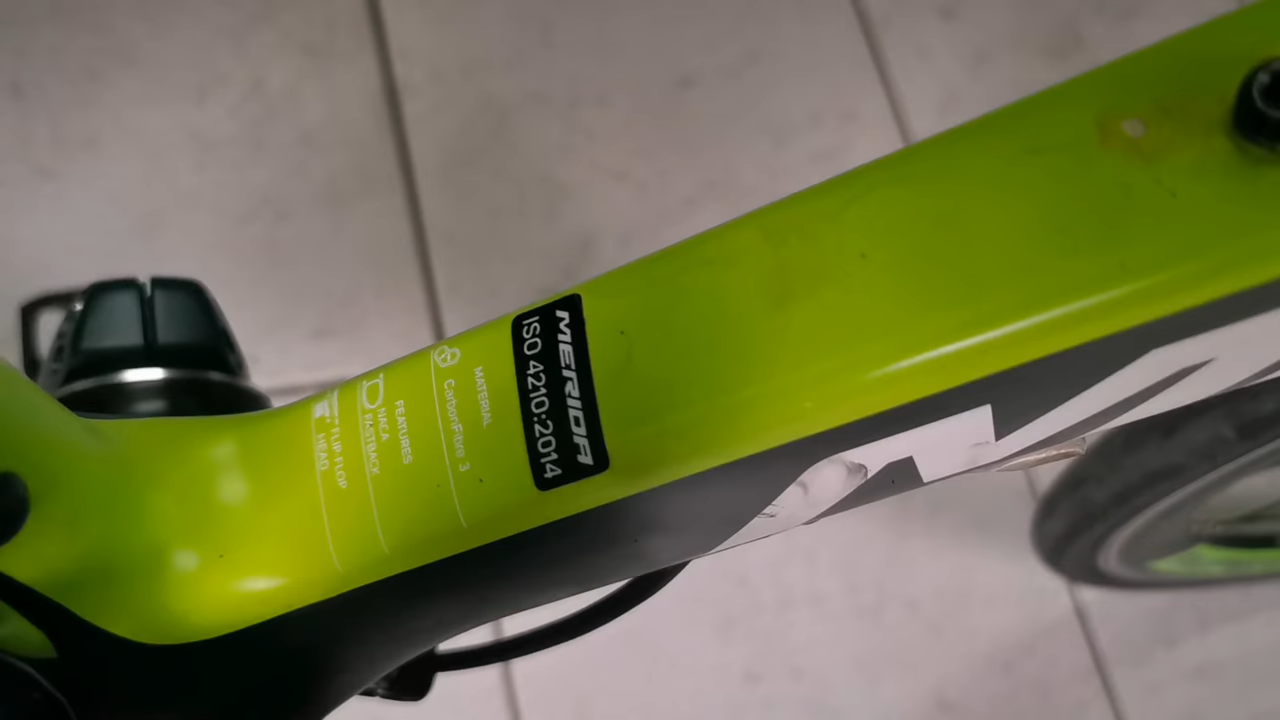 MERIDA
ISO 4210:2014
MATERIAL
CarbonFibre 3
FEATURES
NACA
FASTBACK
FLIP FLOP
HEAD